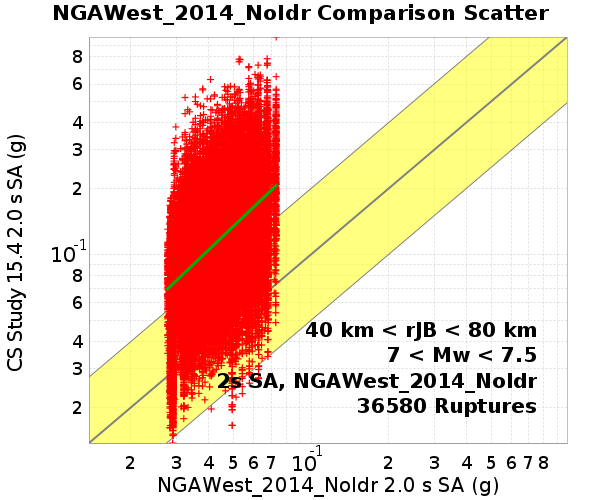 NGAWest_2014_NoIdr Comparison Scatter
CS Study 15.4 2.0 s SA (g)
8
6
4
3
2
10^-1
8
6
4
3
2
40 km < rJB < 80 km
7 < Mw < 7.5
2s SA, NGAWest_2014_NoIdr
36580 Ruptures
2 3 4 5 6 7 10^-1 2 3 4 5 6 7 8
NGAWest_2014_NoIdr 2.0 s SA (g)